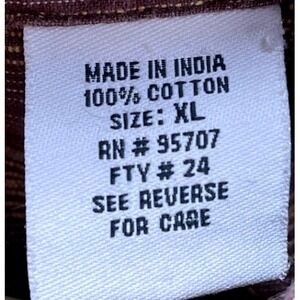 MADE IN INDIA
100% COTTON
SIZE: XL
RN # 95707
FTY # 24
SEE REVERSE
FOR CARE